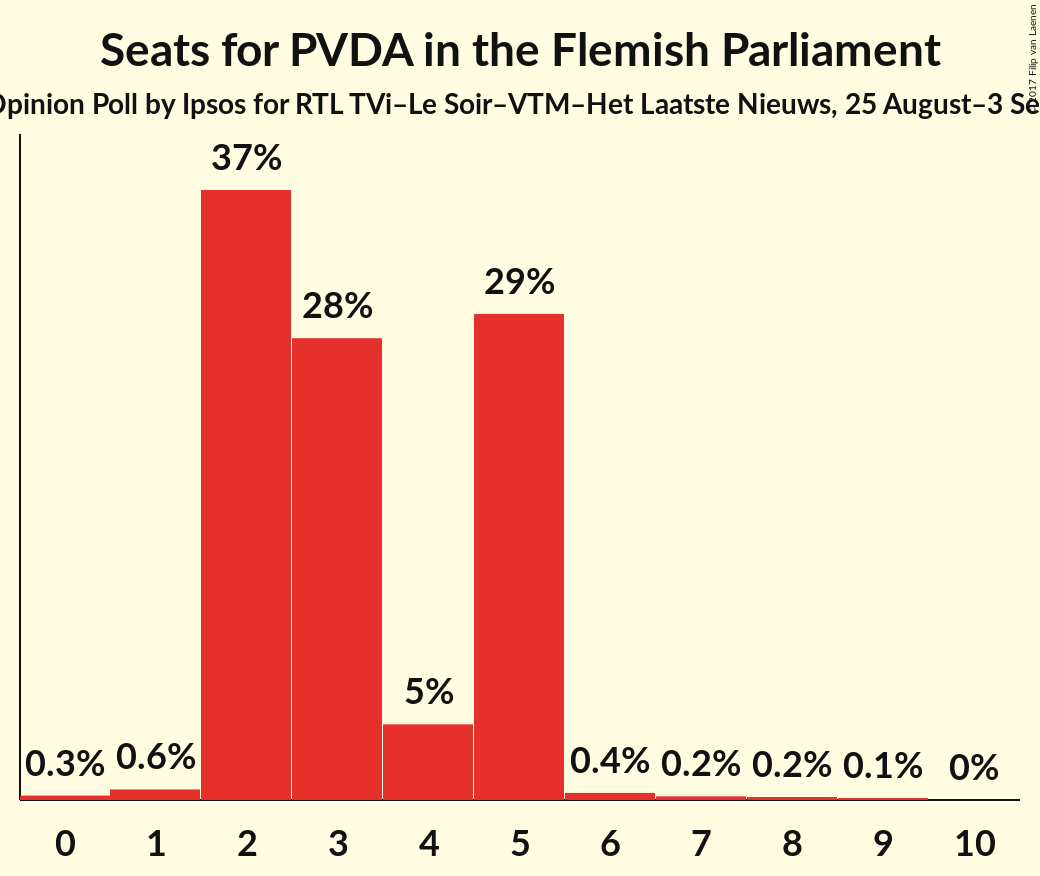 Seats for PVDA in the Flemish Parliament
Opinion Poll by Ipsos for RTL TVi–Le Soir–VTM–Het Laatste Nieuws, 25 August–3 Se
2017 Filip van Laenen
37%
28%
29%
5%
0.3% 0.6% 0.4% 0.2% 0.2% 0.1% 0%
0 1 2 3 4 5 6 7 8 9 10